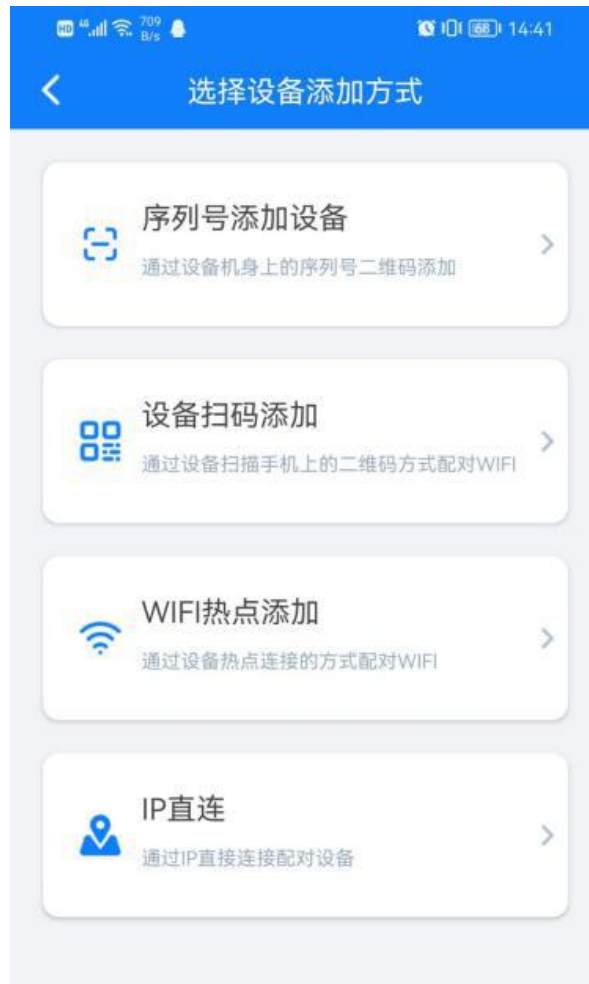 HD 46 709 B/s 68 14:41
选择设备添加方式
序列号添加设备
通过设备机身上的序列号二维码添加
设备扫码添加
通过设备扫描手机上的二维码方式配对WIFI
WIFI热点添加
通过设备热点连接的方式配对WIFI
IP直连
通过IP直接连接配对设备